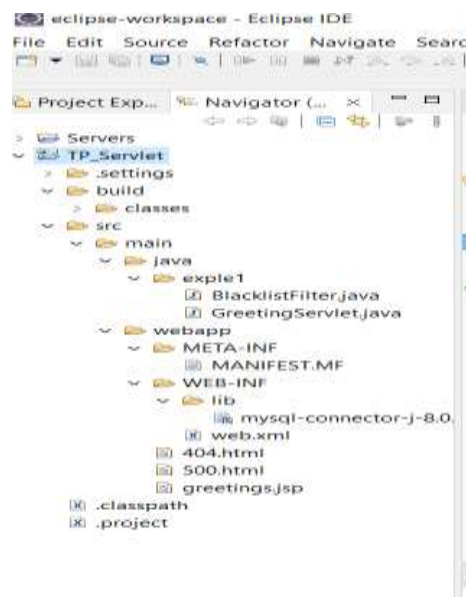 eclipse-workspace - Eclipse IDE
File Edit Source Refactor Navigate Searc
Project Exp... Navigator (...
Servers
TP_Servlet
.settings
build
classes
src
main
java
exple1
BlacklistFilter.java
GreetingServlet.java
webapp
META-INF
MANIFEST.MF
WEB-INF
lib
mysql-connector-j-8.0.
web.xml
404.html
500.html
greetings.jsp
.classpath
.project